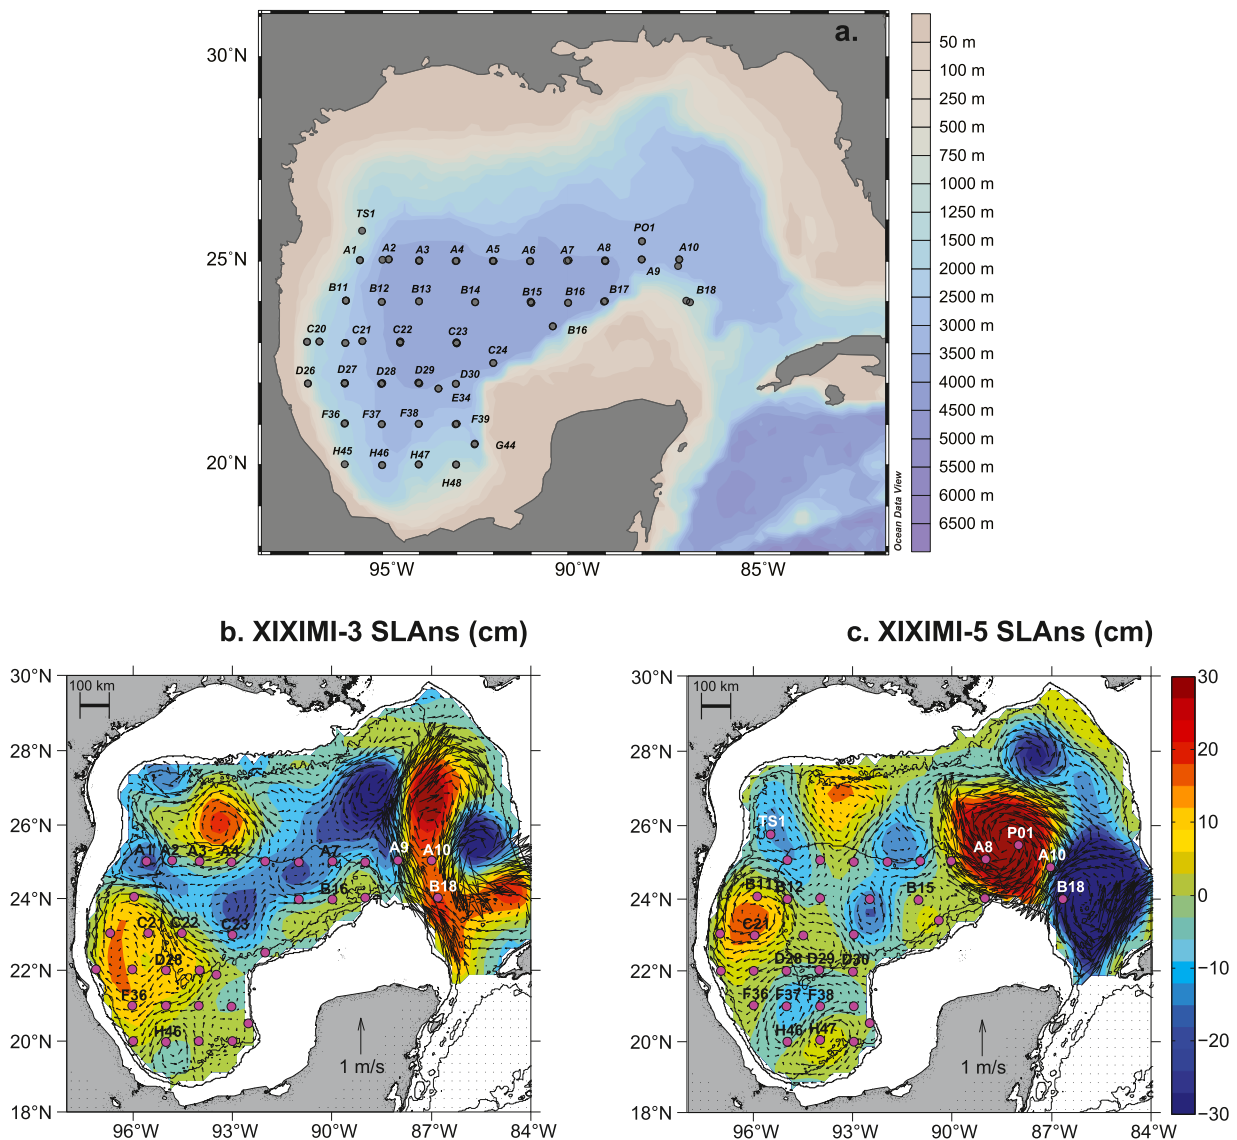 a.
30°N
25°N
20°N
95°W
90°W
85°W
TS1
PO1
A1
A2
A3
A4
A5
A6
A7
A8
A9
A10
B11
B12
B13
B14
B15
B16
B17
B18
B16
C20
C21
C22
C23
C24
D26
D27
D28
D29
D30
E34
F36
F37
F38
F39
G44
H45
H46
H47
H48
Ocean Data View
50 m
100 m
250 m
500 m
750 m
1000 m
1250 m
1500 m
2000 m
2500 m
3000 m
3500 m
4000 m
4500 m
5000 m
5500 m
6000 m
6500 m
b. XIXIMI-3 SLAns (cm)
30°N
28°N
26°N
24°N
22°N
20°N
18°N
96°W
93°W
90°W
87°W
84°W
100 km
A1
A2
A3
A4
A7
A9
A10
B16
B18
C21
C22
C23
D28
F36
H46
1 m/s
c. XIXIMI-5 SLAns (cm)
30°N
28°N
26°N
24°N
22°N
20°N
18°N
96°W
93°W
90°W
87°W
84°W
100 km
TS1
P01
A8
A10
B11
B12
B15
B18
C21
D28
D29
D30
F36
F37
F38
H46
H47
1 m/s
30
20
10
0
−10
−20
−30